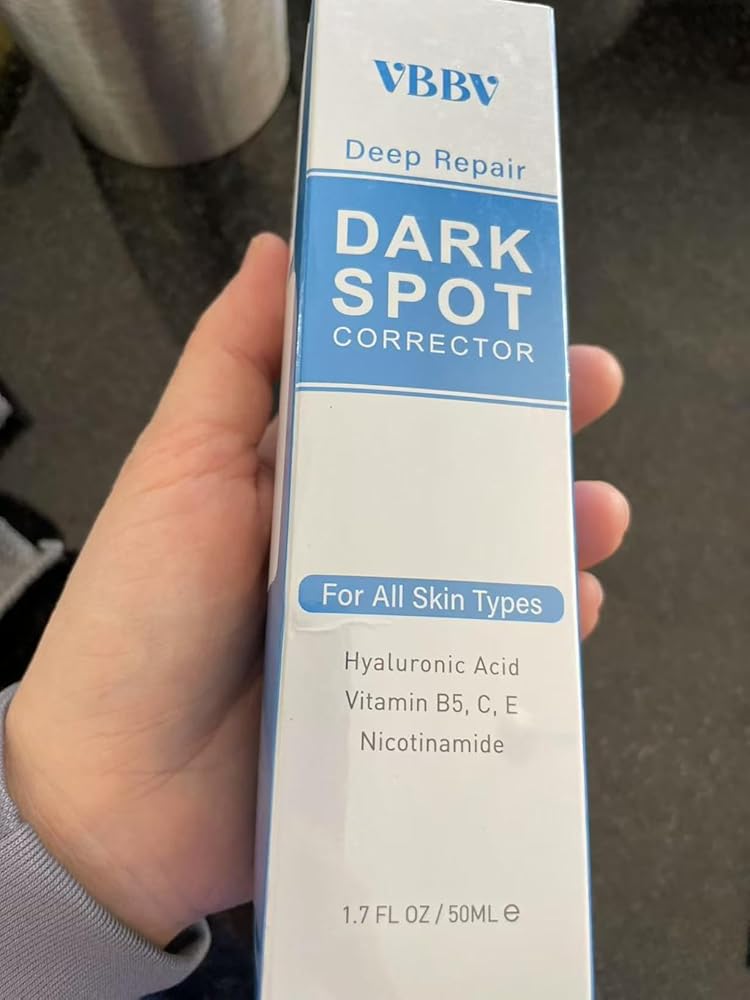 VBBV
Deep Repair
DARK
SPOT
CORRECTOR
For All Skin Types
Hyaluronic Acid
Vitamin B5, C, E
Nicotinamide
1.7 FL OZ / 50ML ℮